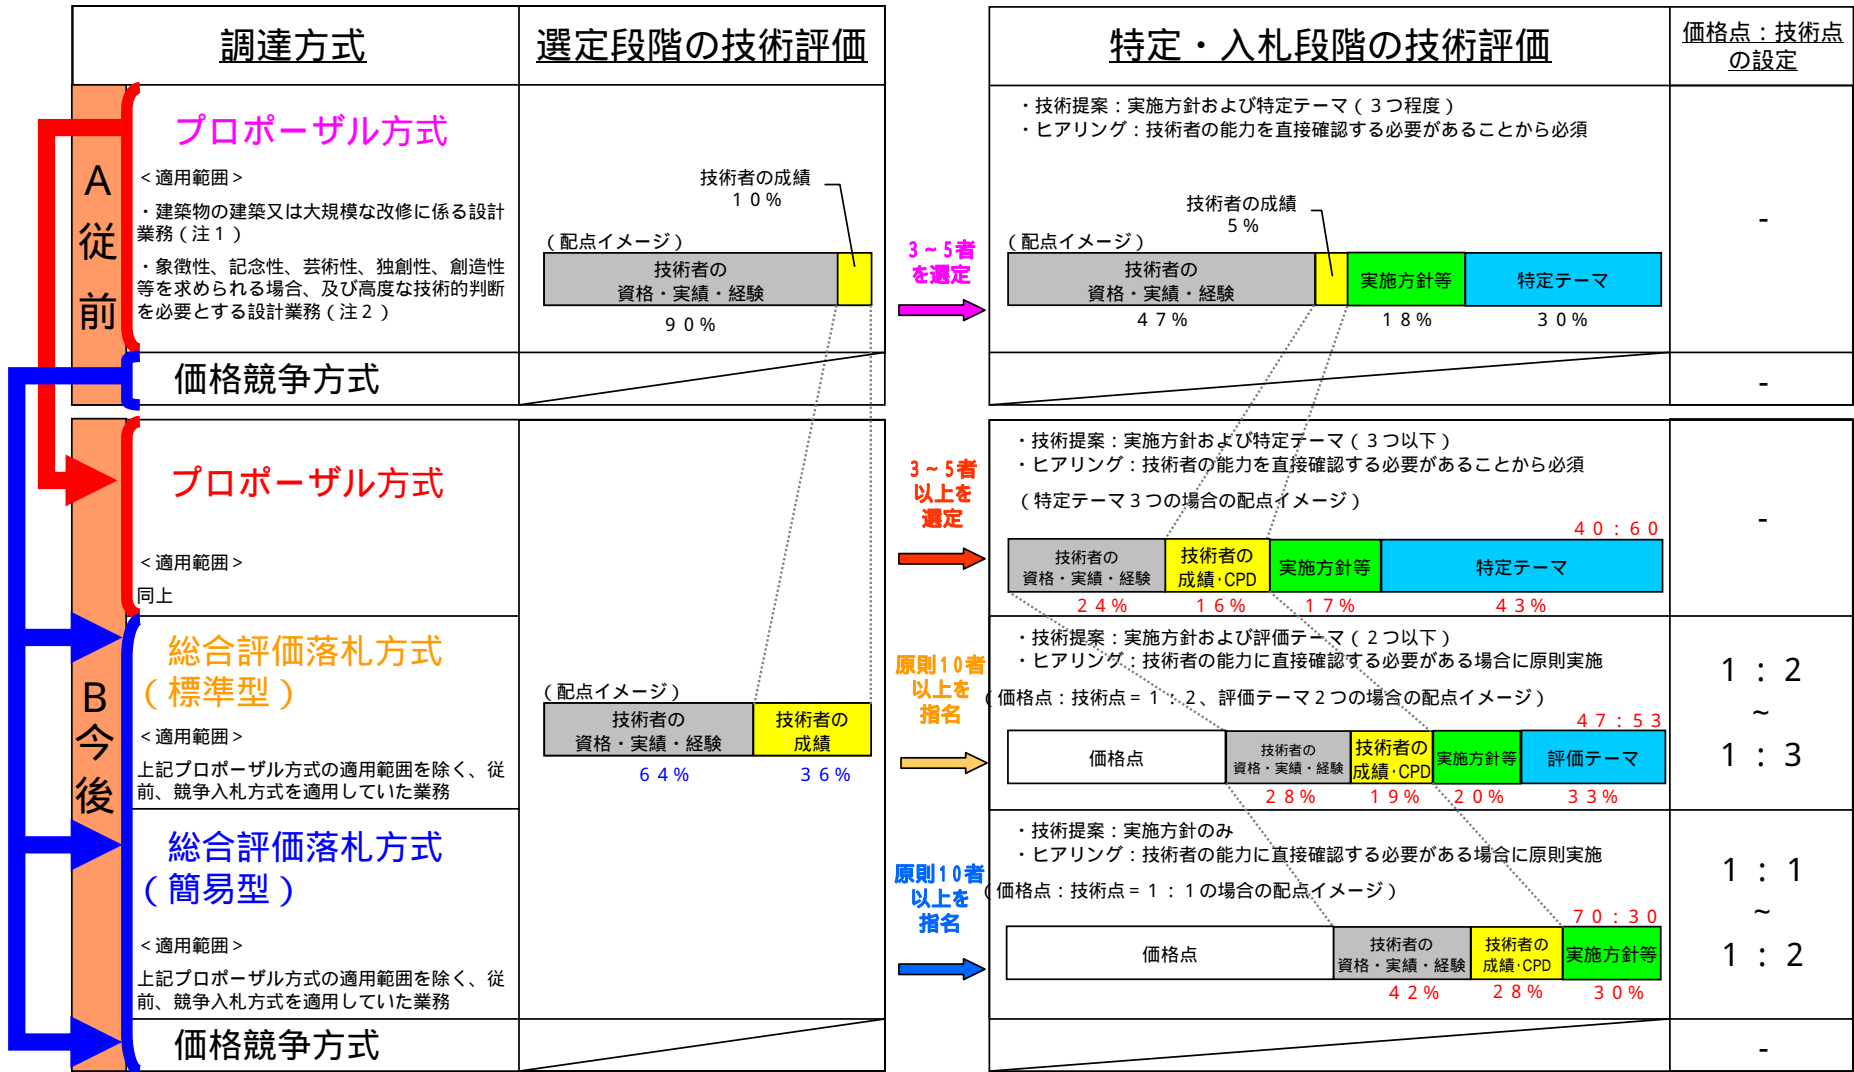 調達方式
選定段階の技術評価
特定・入札段階の技術評価
価格点：技術点
の設定
A
従
前
プロポーザル方式
＜適用範囲＞
・建築物の建築又は大規模な改修に係る設計
業務（注１）
・象徴性、記念性、芸術性、独創性、創造性
等を求められる場合、及び高度な技術的判断
を必要とする設計業務（注２）
技術者の成績
１０％
（配点イメージ）
技術者の
資格・実績・経験
９０％
３～５者
を選定
・技術提案：実施方針および特定テーマ（３つ程度）
・ヒアリング：技術者の能力を直接確認する必要があることから必須
技術者の成績
５％
（配点イメージ）
技術者の
資格・実績・経験
実施方針等
特定テーマ
４７％
１８％
３０％
-
価格競争方式
-
B
今
後
プロポーザル方式
＜適用範囲＞
同上
３～５者
以上を
選定
・技術提案：実施方針および特定テーマ（３つ以下）
・ヒアリング：技術者の能力を直接確認する必要があることから必須
（特定テーマ３つの場合の配点イメージ）
４０：６０
技術者の
資格・実績・経験
技術者の
成績・CPD
実施方針等
特定テーマ
２４％
１６％
１７％
４３％
-
総合評価落札方式
（標準型）
＜適用範囲＞
上記プロポーザル方式の適用範囲を除く、従
前、競争入札方式を適用していた業務
（配点イメージ）
技術者の
資格・実績・経験
技術者の
成績
６４％
３６％
原則10者
以上を
指名
・技術提案：実施方針および評価テーマ（２つ以下）
・ヒアリング：技術者の能力に直接確認する必要がある場合に原則実施
（価格点：技術点＝１：２、評価テーマ２つの場合の配点イメージ）
４７：５３
価格点
技術者の
資格・実績・経験
技術者の
成績・CPD
実施方針等
評価テーマ
２８％
１９％
２０％
３３％
１：２
～
１：３
総合評価落札方式
（簡易型）
＜適用範囲＞
上記プロポーザル方式の適用範囲を除く、従
前、競争入札方式を適用していた業務
原則10者
以上を
指名
・技術提案：実施方針のみ
・ヒアリング：技術者の能力に直接確認する必要がある場合に原則実施
（価格点：技術点＝１：１の場合の配点イメージ）
７０：３０
価格点
技術者の
資格・実績・経験
技術者の
成績・CPD
実施方針等
４２％
２８％
３０％
１：１
～
１：２
価格競争方式
-